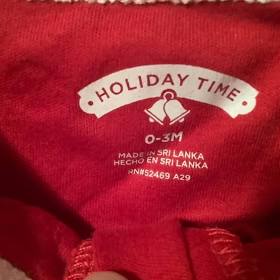 HOLIDAY TIME
0-3M
MADE IN SRI LANKA
HECHO EN SRI LANKA
RN#52469 A29